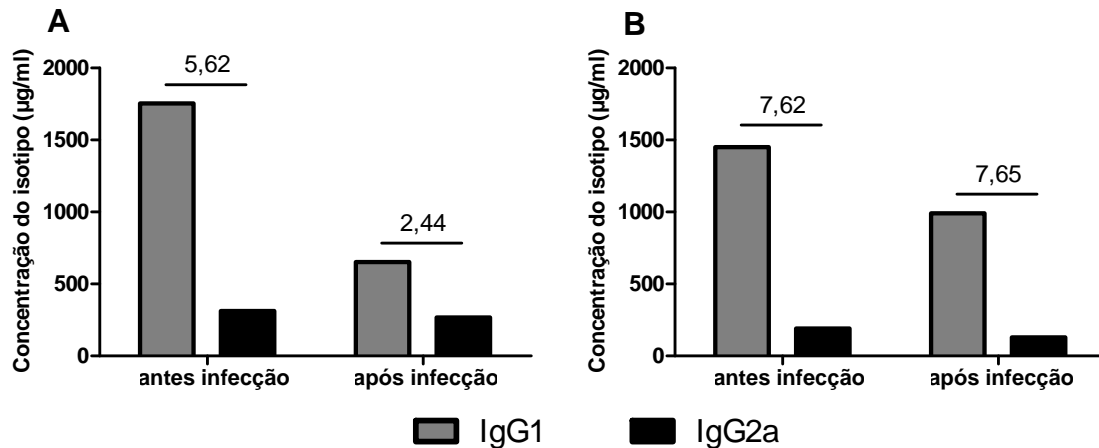 A
Concentração do isotipo (µg/ml)
2000
1500
1000
500
0
5,62
2,44
antes infecção
após infecção
B
Concentração do isotipo (µg/ml)
2000
1500
1000
500
0
7,62
7,65
antes infecção
após infecção
IgG1
IgG2a